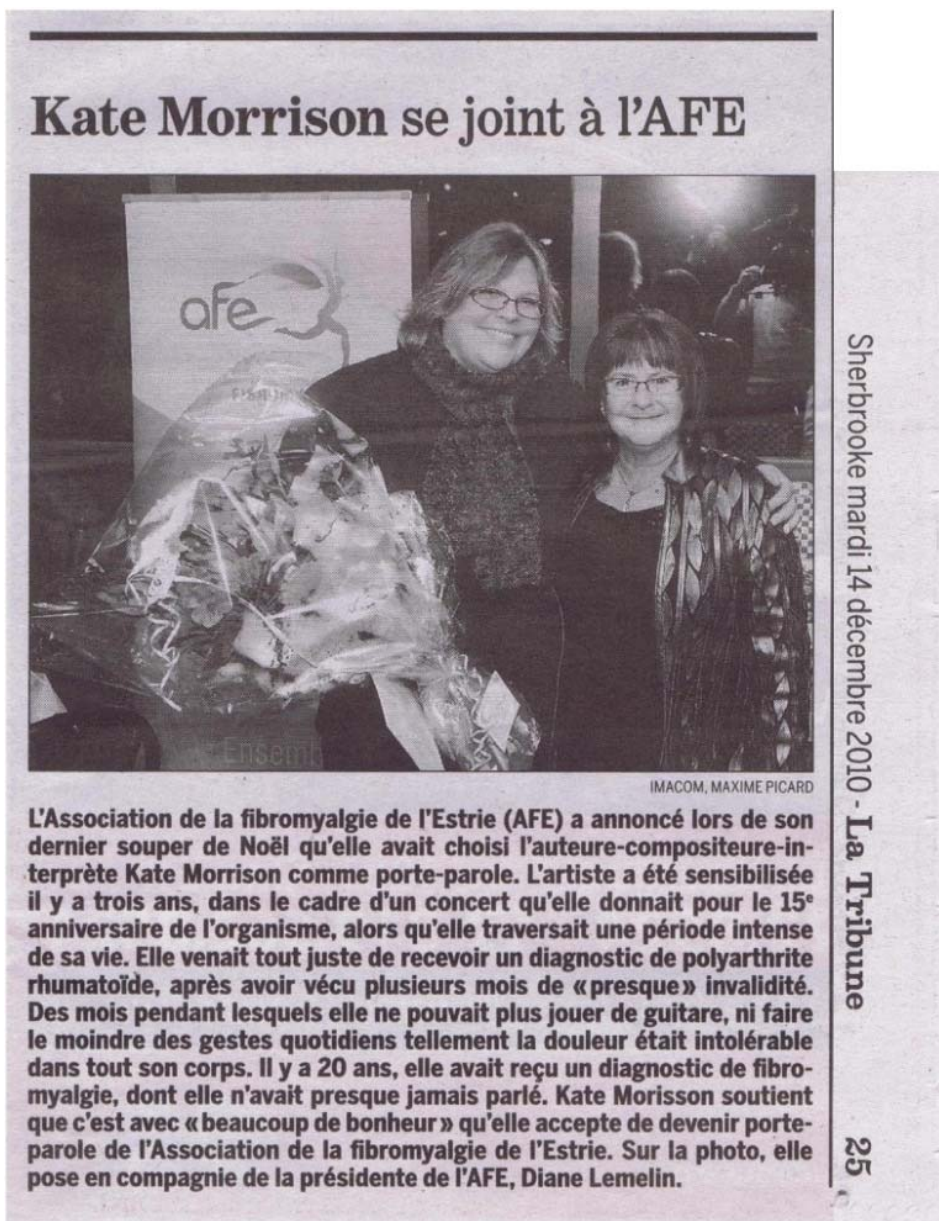 Kate Morrison se joint à l'AFE
afe
Ensemb
IMACOM, MAXIME PICARD
L'Association de la fibromyalgie de l'Estrie (AFE) a annoncé lors de son
dernier souper de Noël qu'elle avait choisi l'auteure-compositeure-in-
terprète Kate Morrison comme porte-parole. L'artiste a été sensibilisée
il y a trois ans, dans le cadre d'un concert qu'elle donnait pour le 15e
anniversaire de l'organisme, alors qu'elle traversait une période intense
de sa vie. Elle venait tout juste de recevoir un diagnostic de polyarthrite
rhumatoïde, après avoir vécu plusieurs mois de «presque» invalidité.
Des mois pendant lesquels elle ne pouvait plus jouer de guitare, ni faire
le moindre des gestes quotidiens tellement la douleur était intolérable
dans tout son corps. Il y a 20 ans, elle avait reçu un diagnostic de fibro-
myalgie, dont elle n'avait presque jamais parlé. Kate Morisson soutient
que c'est avec «beaucoup de bonheur» qu'elle accepte de devenir porte-
parole de l'Association de la fibromyalgie de l'Estrie. Sur la photo, elle
pose en compagnie de la présidente de l'AFE, Diane Lemelin.
Sherbrooke mardi 14 décembre 2010 - La Tribune 25